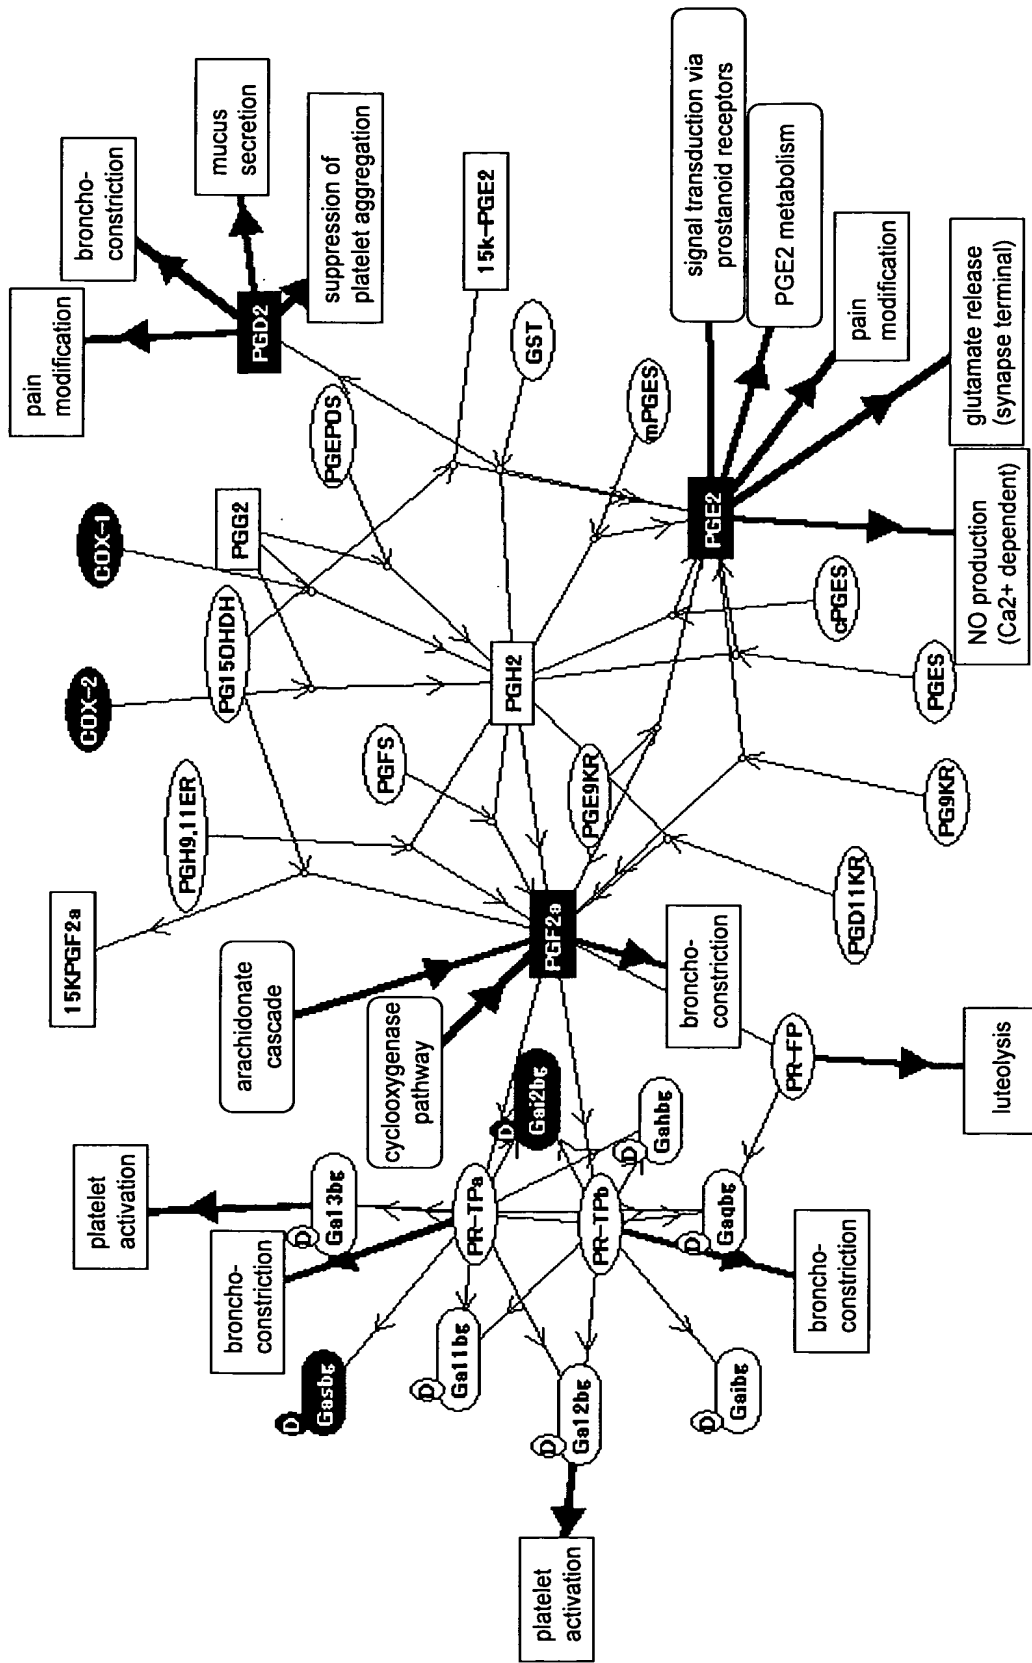 pain
modification
broncho-
constriction
mucus
secretion
PGD2
suppression of
platelet aggregation
15k-PGE2
GST
PGEPOS
mPGES
signal transduction via
prostanoid receptors
PGE2 metabolism
pain
modification
glutamate release
(synapse terminal)
NO production
(Ca2+ dependent)
PGE2
COX-1
COX-2
PGG2
PG15OHDH
PGH2
cPGES
PGES
PG9KR
PGE9KR
PGD11KR
PGFS
PGH9,11ER
15KPGF2a
PGF2a
arachidonate
cascade
cyclooxygenase
pathway
broncho-
constriction
PR-FP
luteolysis
D
Gai2bg
D
Gahbg
PR-TPa
PR-TPb
D
Gaqbg
D
Ga13bg
platelet
activation
broncho-
constriction
broncho-
constriction
D
Gasbg
D
Ga11bg
D
Ga12bg
D
Gaibg
platelet
activation